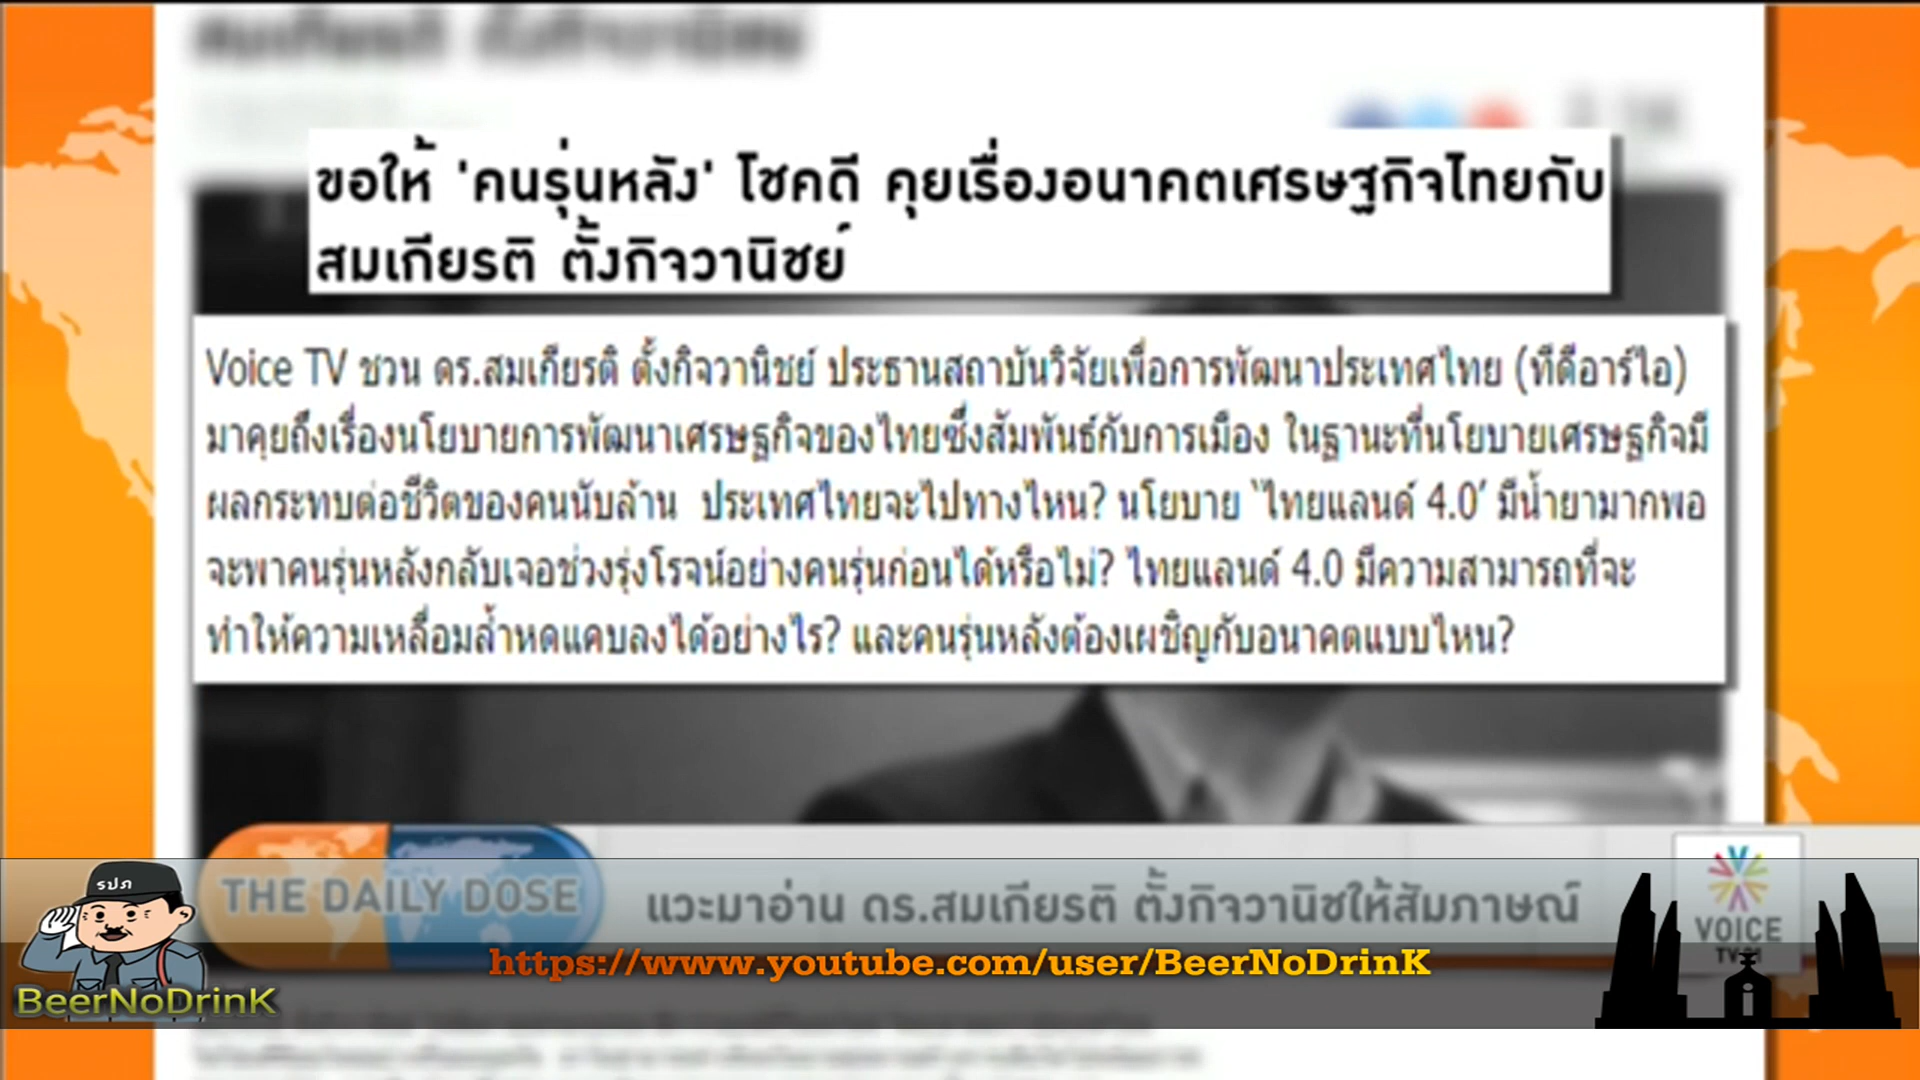 ขอให้ 'คนรุ่นหลัง' โชคดี คุยเรื่องอนาคตเศรษฐกิจไทยกับ
สมเกียรติ ตั้งกิจวานิชย์
Voice TV ชวน ดร.สมเกียรติ ตั้งกิจวานิชย์ ประธานสถาบันวิจัยเพื่อการพัฒนาประเทศไทย (ทีดีอาร์ไอ)
มาคุยถึงเรื่องนโยบายการพัฒนาเศรษฐกิจของไทยซึ่งสัมพันธ์กับการเมือง ในฐานะที่นโยบายเศรษฐกิจมี
ผลกระทบต่อชีวิตของคนนับล้าน ประเทศไทยจะไปทางไหน? นโยบาย 'ไทยแลนด์ 4.0' มีน้ำยามากพอ
จะพาคนรุ่นหลังกลับเจอช่วงรุ่งโรจน์อย่างคนรุ่นก่อนได้หรือไม่? ไทยแลนด์ 4.0 มีความสามารถที่จะ
ทำให้ความเหลื่อมล้ำหดแคบลงได้อย่างไร? และคนรุ่นหลังต้องเผชิญกับอนาคตแบบไหน?
รปภ
THE DAILY DOSE
แวะมาอ่าน ดร.สมเกียรติ ตั้งกิจวานิชให้สัมภาษณ์
VOICE
https://www.youtube.com/user/BeerNoDrinK
BeerNoDrinK